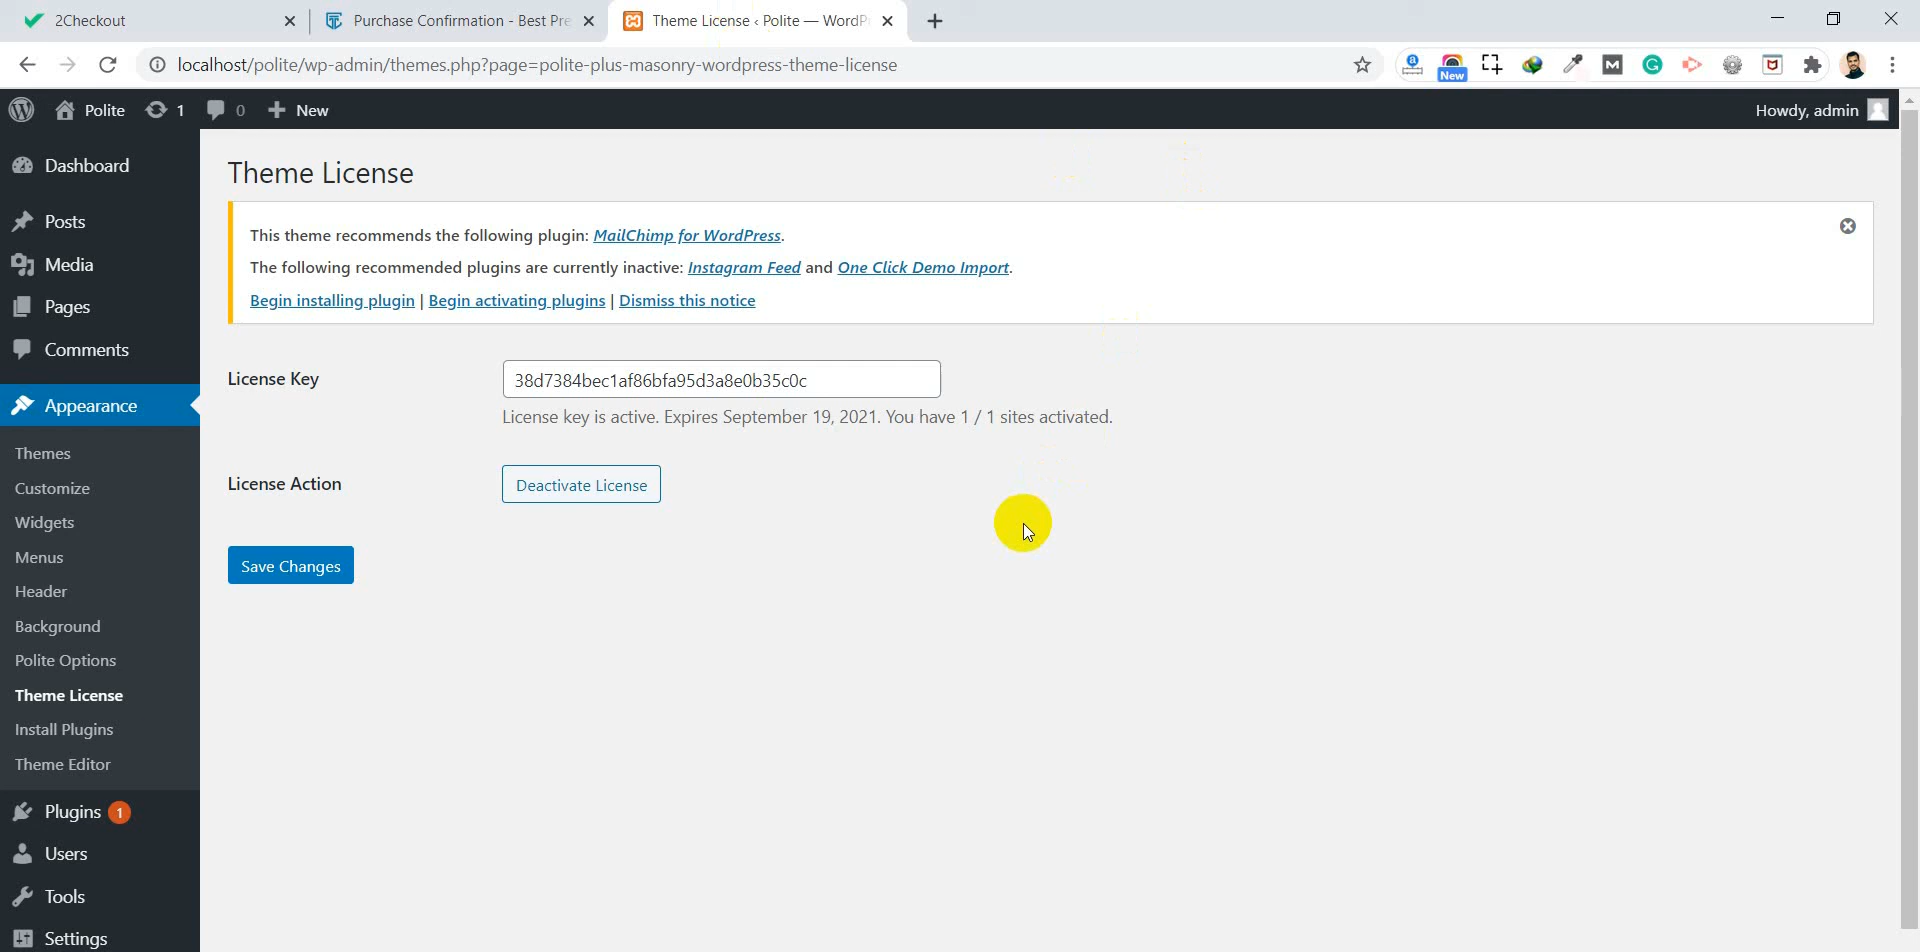 2Checkout
Purchase Confirmation - Best Pre
Theme License ‹ Polite — WordP
localhost/polite/wp-admin/themes.php?page=polite-plus-masonry-wordpress-theme-license
New
Polite
1
0
New
Howdy, admin
Dashboard
Posts
Media
Pages
Comments
Appearance
Themes
Customize
Widgets
Menus
Header
Background
Polite Options
Theme License
Install Plugins
Theme Editor
Plugins 1
Users
Tools
Settings
Theme License
This theme recommends the following plugin: MailChimp for WordPress.
The following recommended plugins are currently inactive: Instagram Feed and One Click Demo Import.
Begin installing plugin | Begin activating plugins | Dismiss this notice
License Key
38d7384bec1af86bfa95d3a8e0b35c0c
License key is active. Expires September 19, 2021. You have 1 / 1 sites activated.
License Action
Deactivate License
Save Changes